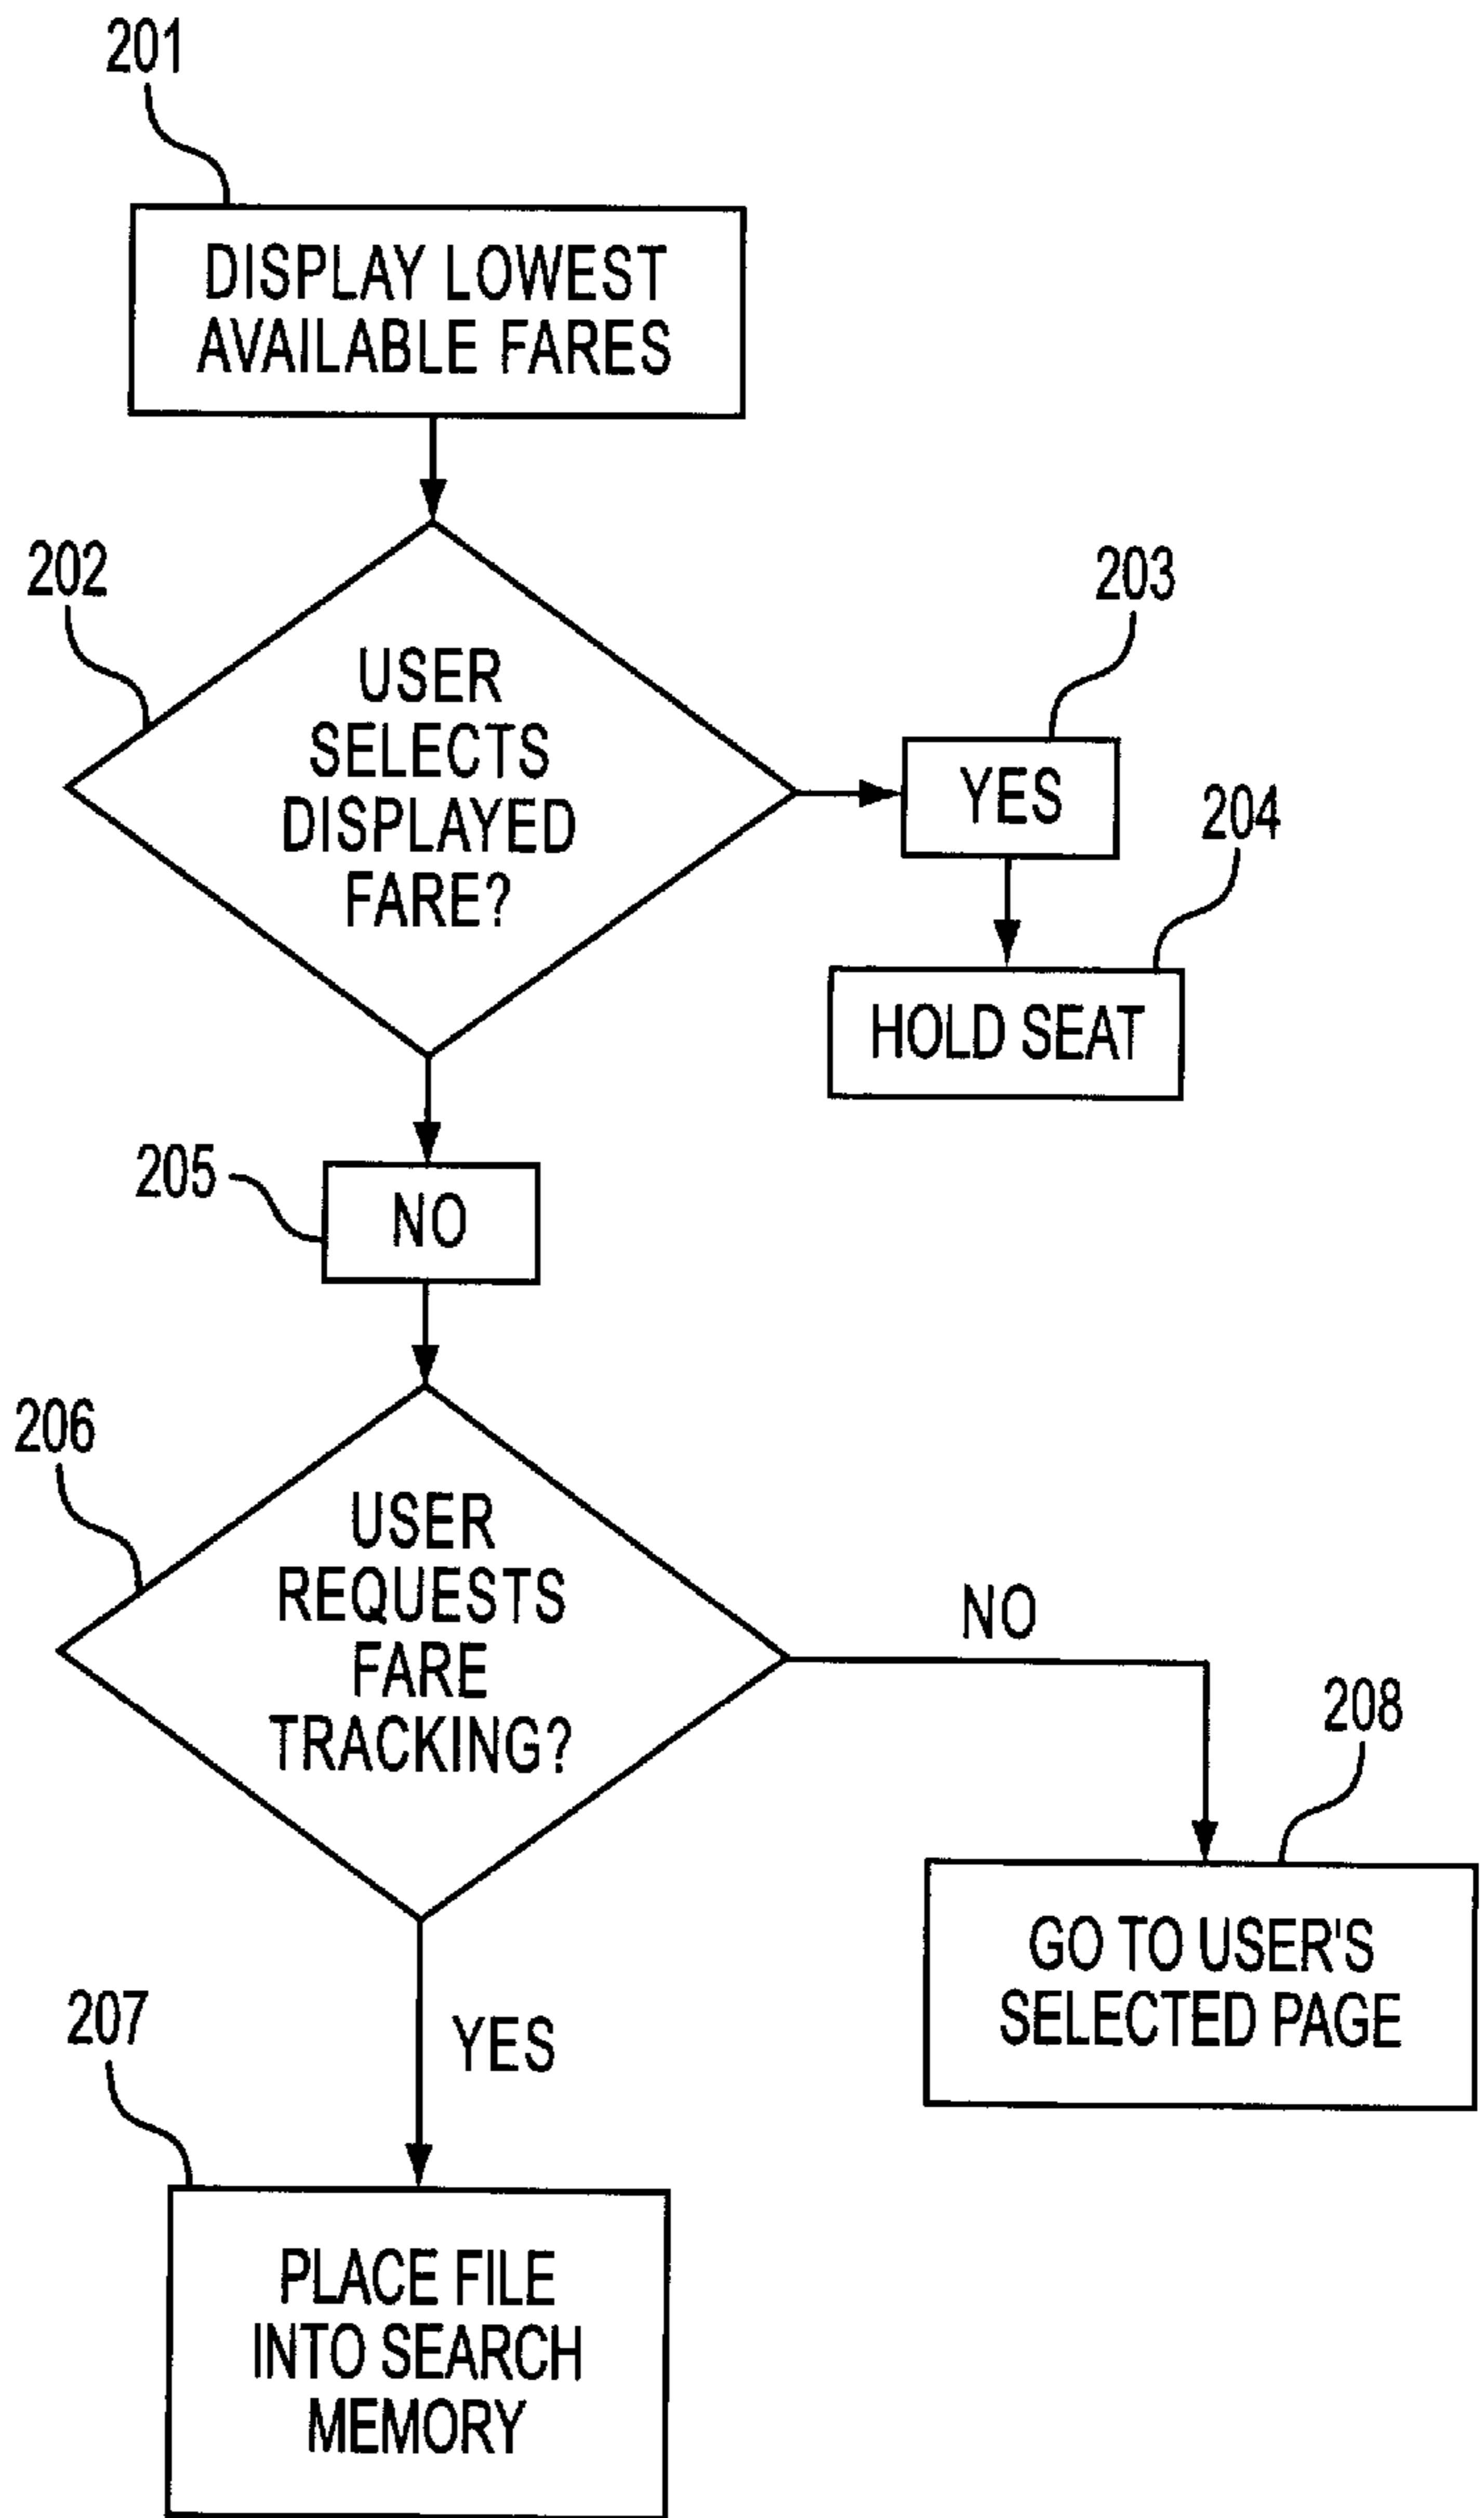 201
DISPLAY LOWEST
AVAILABLE FARES
202
USER
SELECTS
DISPLAYED
FARE?
203
YES
204
HOLD SEAT
205
NO
206
USER
REQUESTS
FARE
TRACKING?
NO
208
GO TO USER'S
SELECTED PAGE
207
YES
PLACE FILE
INTO SEARCH
MEMORY